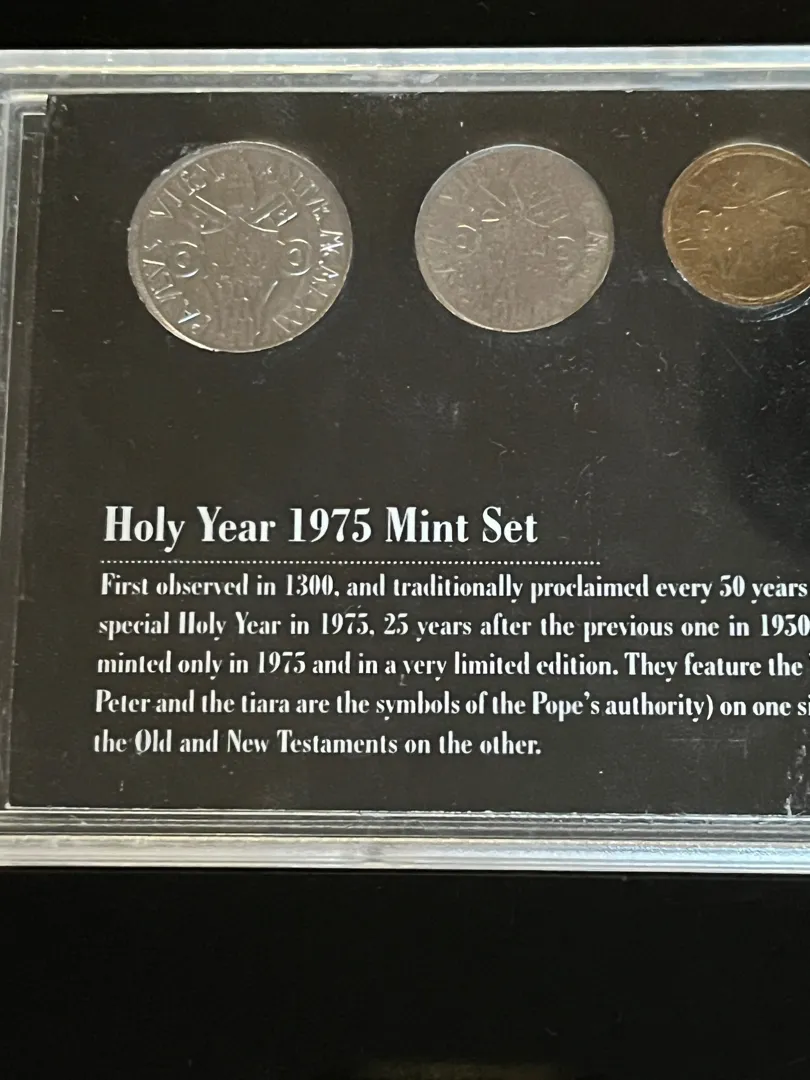 Holy Year 1975 Mint Set
First observed in 1300, and traditionally proclaimed every 50 years
special Holy Year in 1975, 25 years after the previous one in 1950
minted only in 1975 and in a very limited edition. They feature the
Peter and the tiara are the symbols of the Pope's authority) on one
the Old and New Testaments on the other.